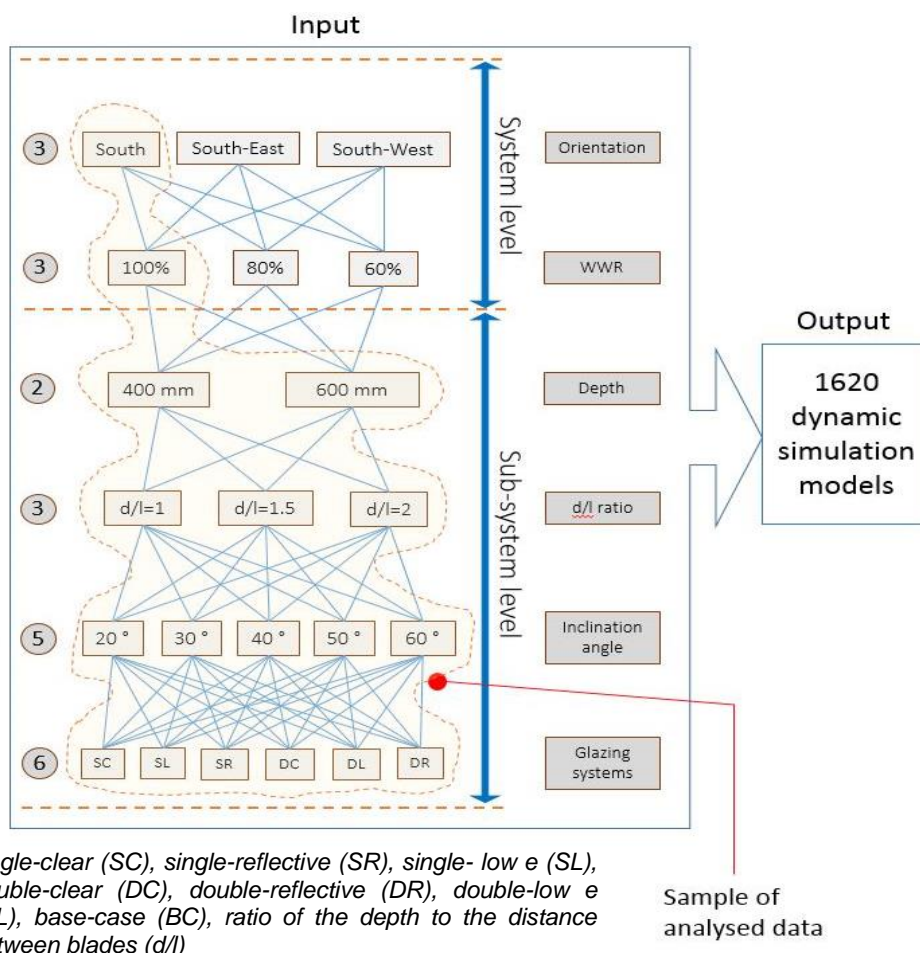 Input
3
South
South-East
South-West
Orientation
System level
3
100%
80%
60%
WWR
2
400 mm
600 mm
Depth
3
d/l=1
d/l=1.5
d/l=2
d/l ratio
Sub-system level
5
20 °
30 °
40 °
50 °
60 °
Inclination
angle
6
SC
SL
SR
DC
DL
DR
Glazing
systems
Output
1620
dynamic
simulation
models
Sample of
analysed data
gle-clear (SC), single-reflective (SR), single- low e (SL),
uble-clear (DC), double-reflective (DR), double-low e
L), base-case (BC), ratio of the depth to the distance
tween blades (d/l)